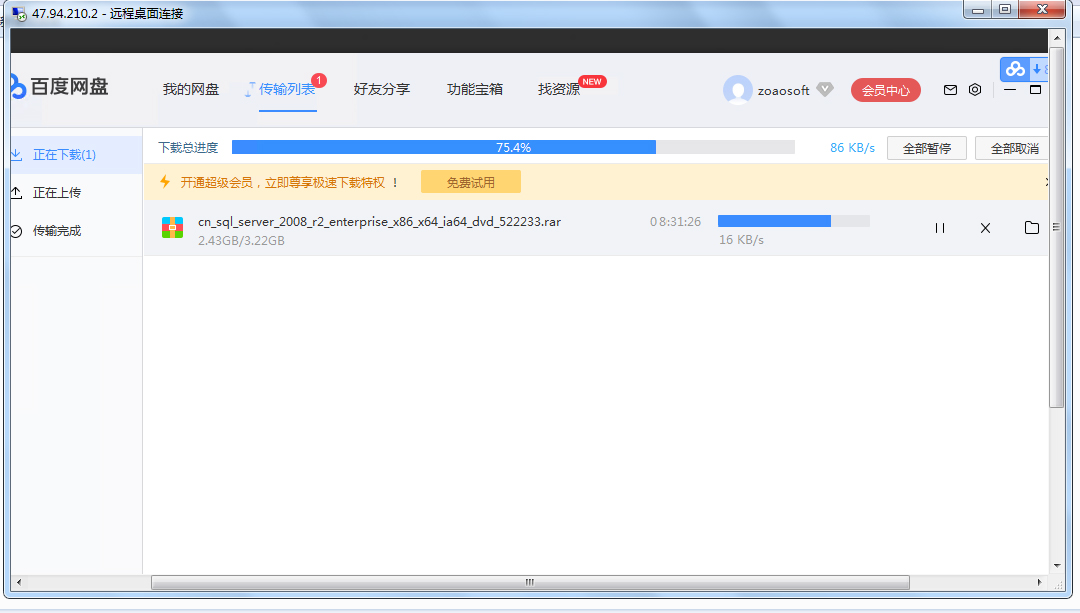 47.94.210.2 - 远程桌面连接
百度网盘
我的网盘
传输列表 1
好友分享
功能宝箱
找资源 NEW
zoaosoft
会员中心
正在下载(1)
正在上传
传输完成
下载总进度 75.4% 86 KB/s 全部暂停 全部取消
开通超级会员，立即尊享极速下载特权 ！ 免费试用
cn_sql_server_2008_r2_enterprise_x86_x64_ia64_dvd_522233.rar 08:31:26
2.43GB/3.22GB 16 KB/s